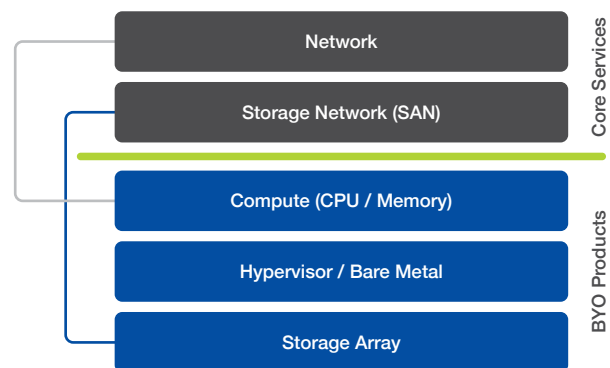 Network
Storage Network (SAN)
Core Services
Compute (CPU / Memory)
Hypervisor / Bare Metal
Storage Array
BYO Products